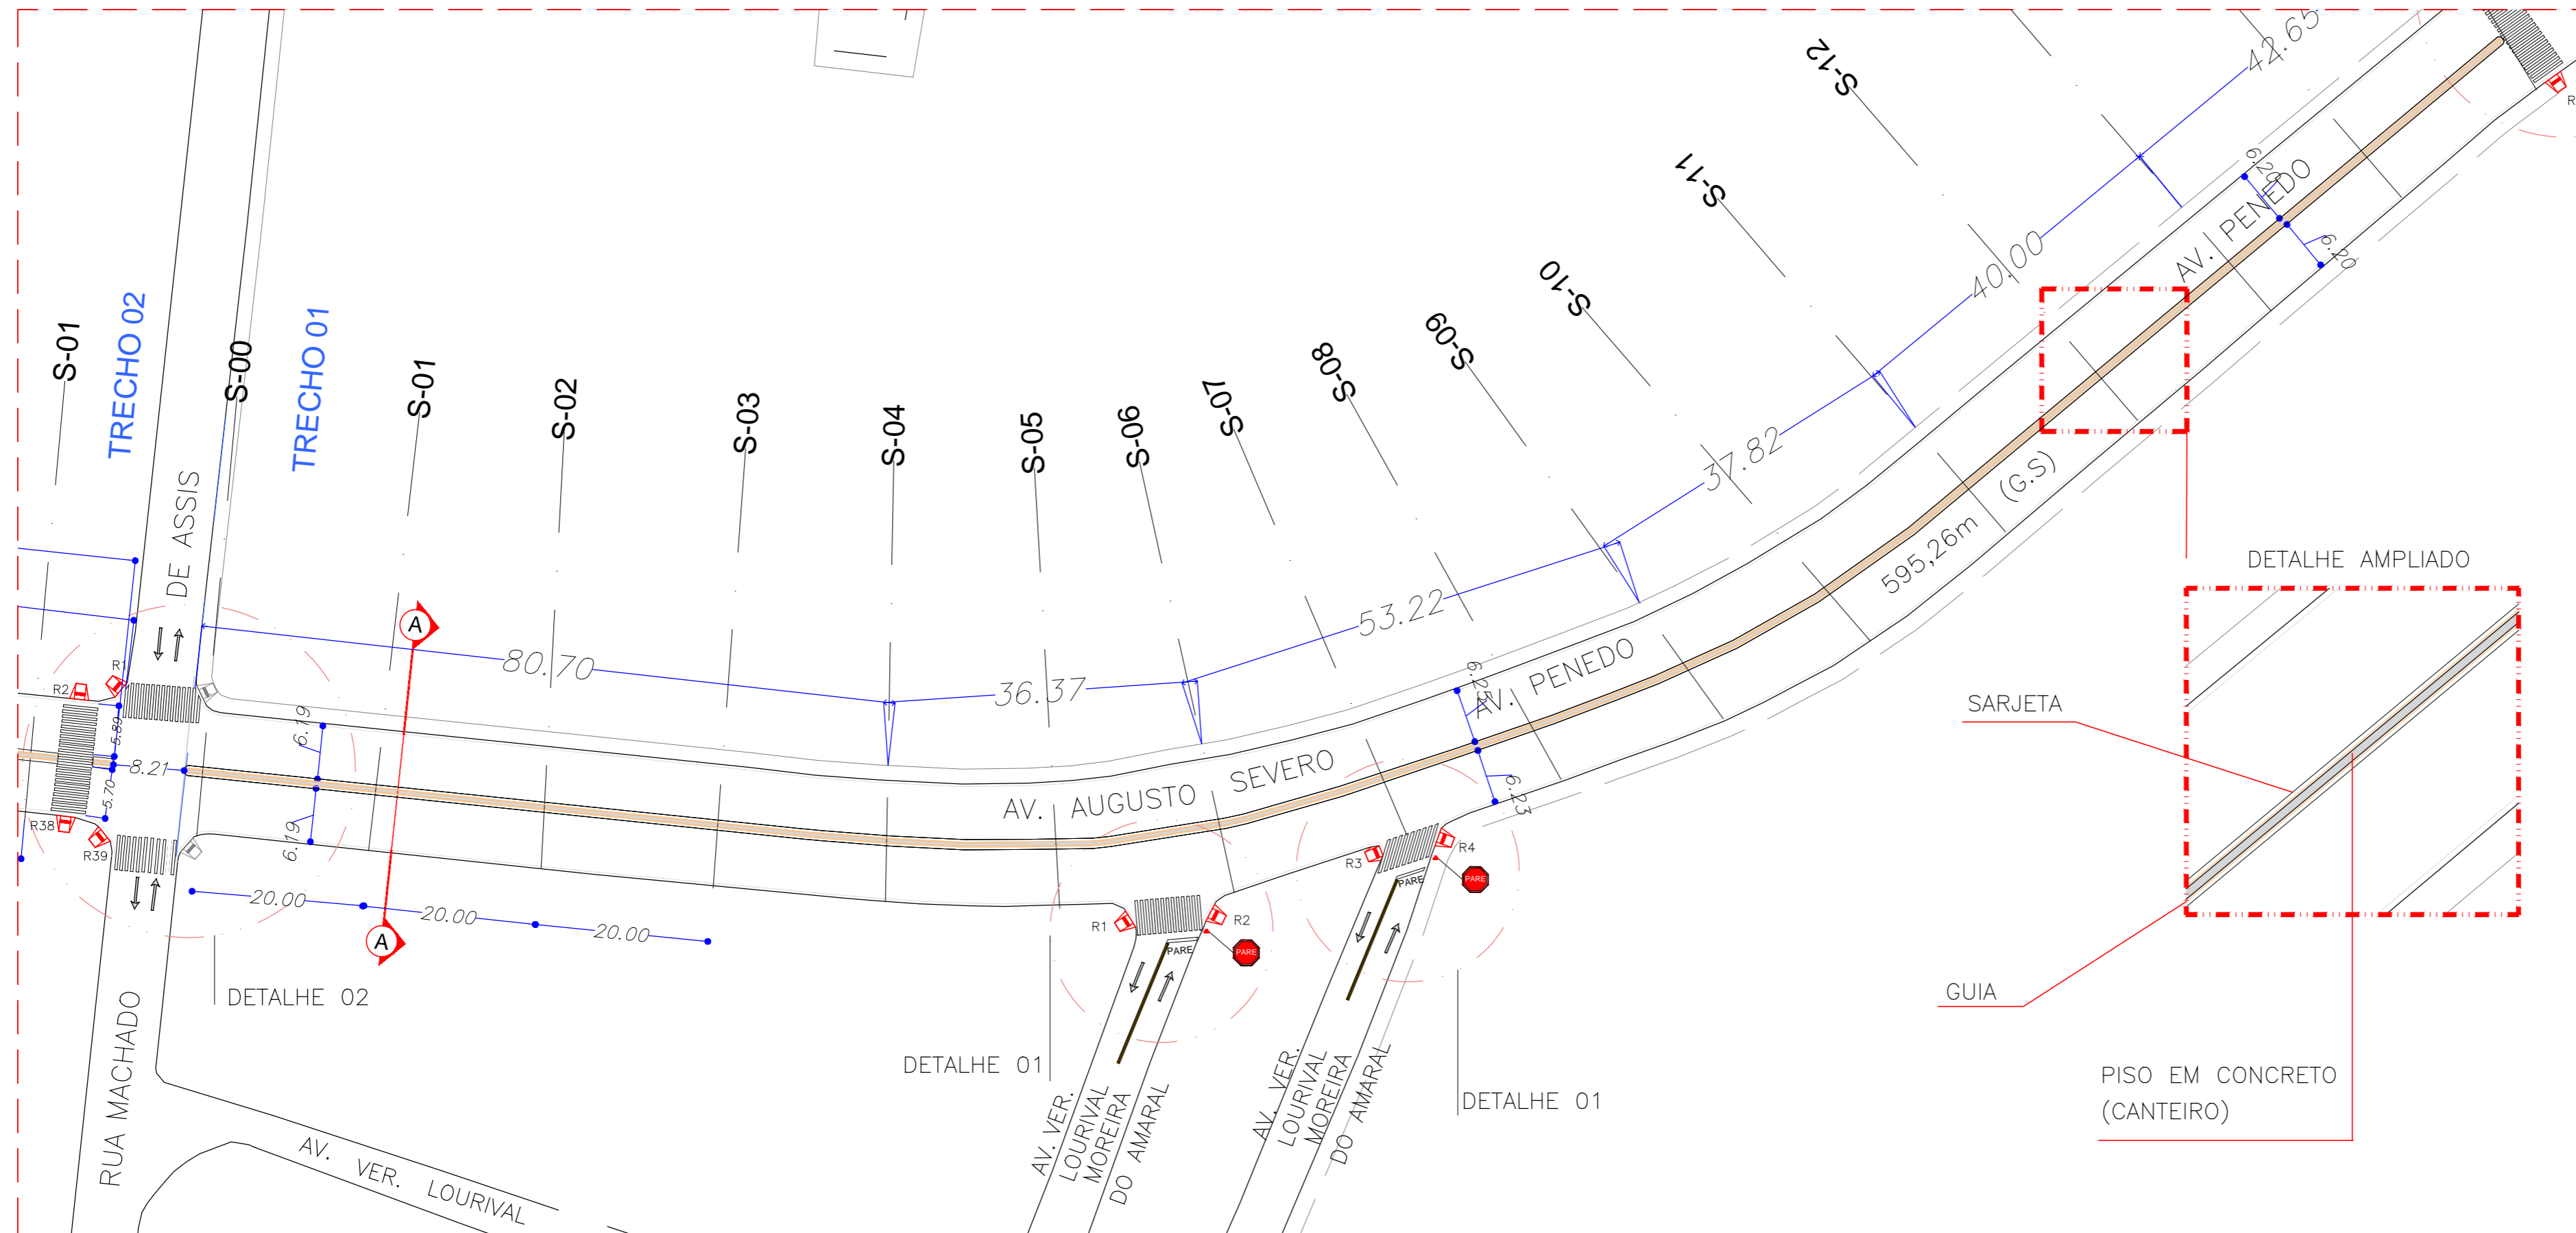 S-12
42.65
S-11
6.20
AV. PENEDO
6.20
40.00
S-10
S-01
TRECHO 02
S-00
TRECHO 01
S-01
S-02
S-03
S-04
S-05
S-06
S-07
S-08
S-09
37.82
595,26m (G.S)
DE ASSIS
DETALHE AMPLIADO
SARJETA
GUIA
PISO EM CONCRETO
(CANTEIRO)
53.22
80.70
36.37
R1
R2
5.89
8.21
5.70
6.19
6.19
R38
R39
A
A
20.00
20.00
20.00
6.25
AV. PENEDO
6.23
AV. AUGUSTO SEVERO
R3
R4
PARE
PARE
R1
R2
PARE
PARE
DETALHE 02
DETALHE 01
DETALHE 01
RUA MACHADO
AV. VER. LOURIVAL
AV. VER.
LOURIVAL
MOREIRA
DO AMARAL
AV. VER.
LOURIVAL
MOREIRA
DO AMARAL